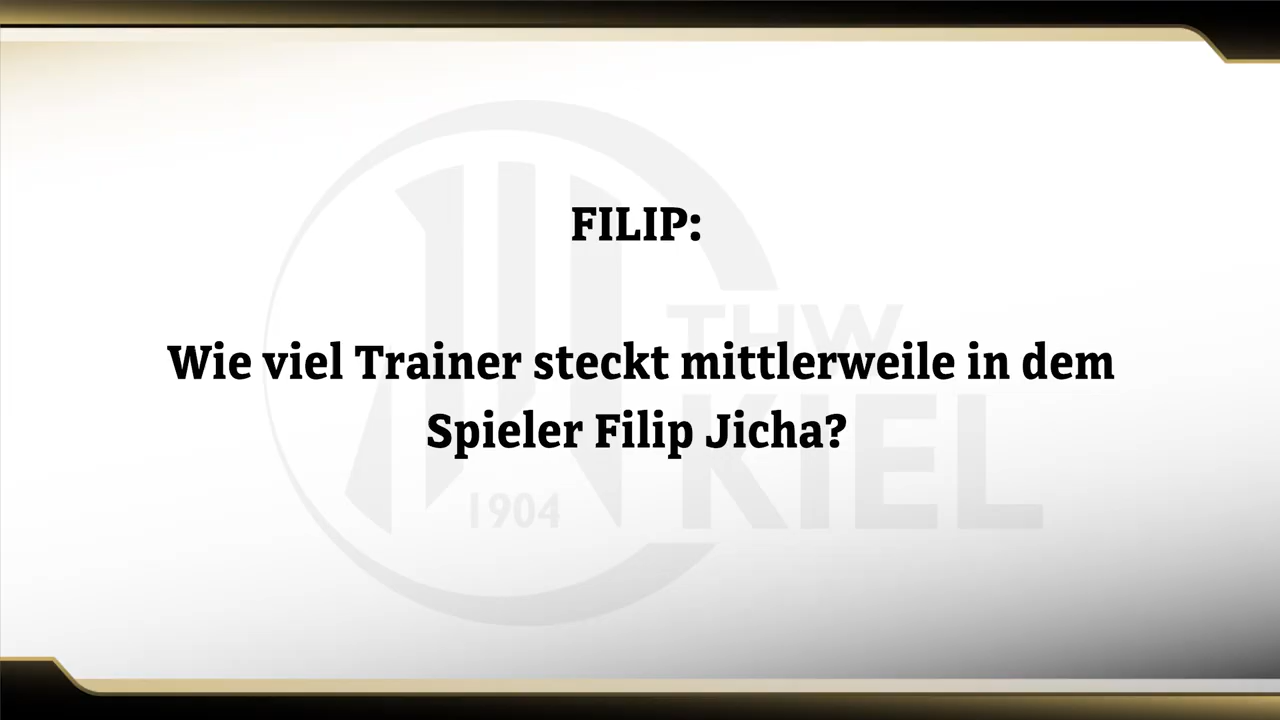 FILIP:
Wie viel Trainer steckt mittlerweile in dem
Spieler Filip Jicha?
THW
KIEL
1904